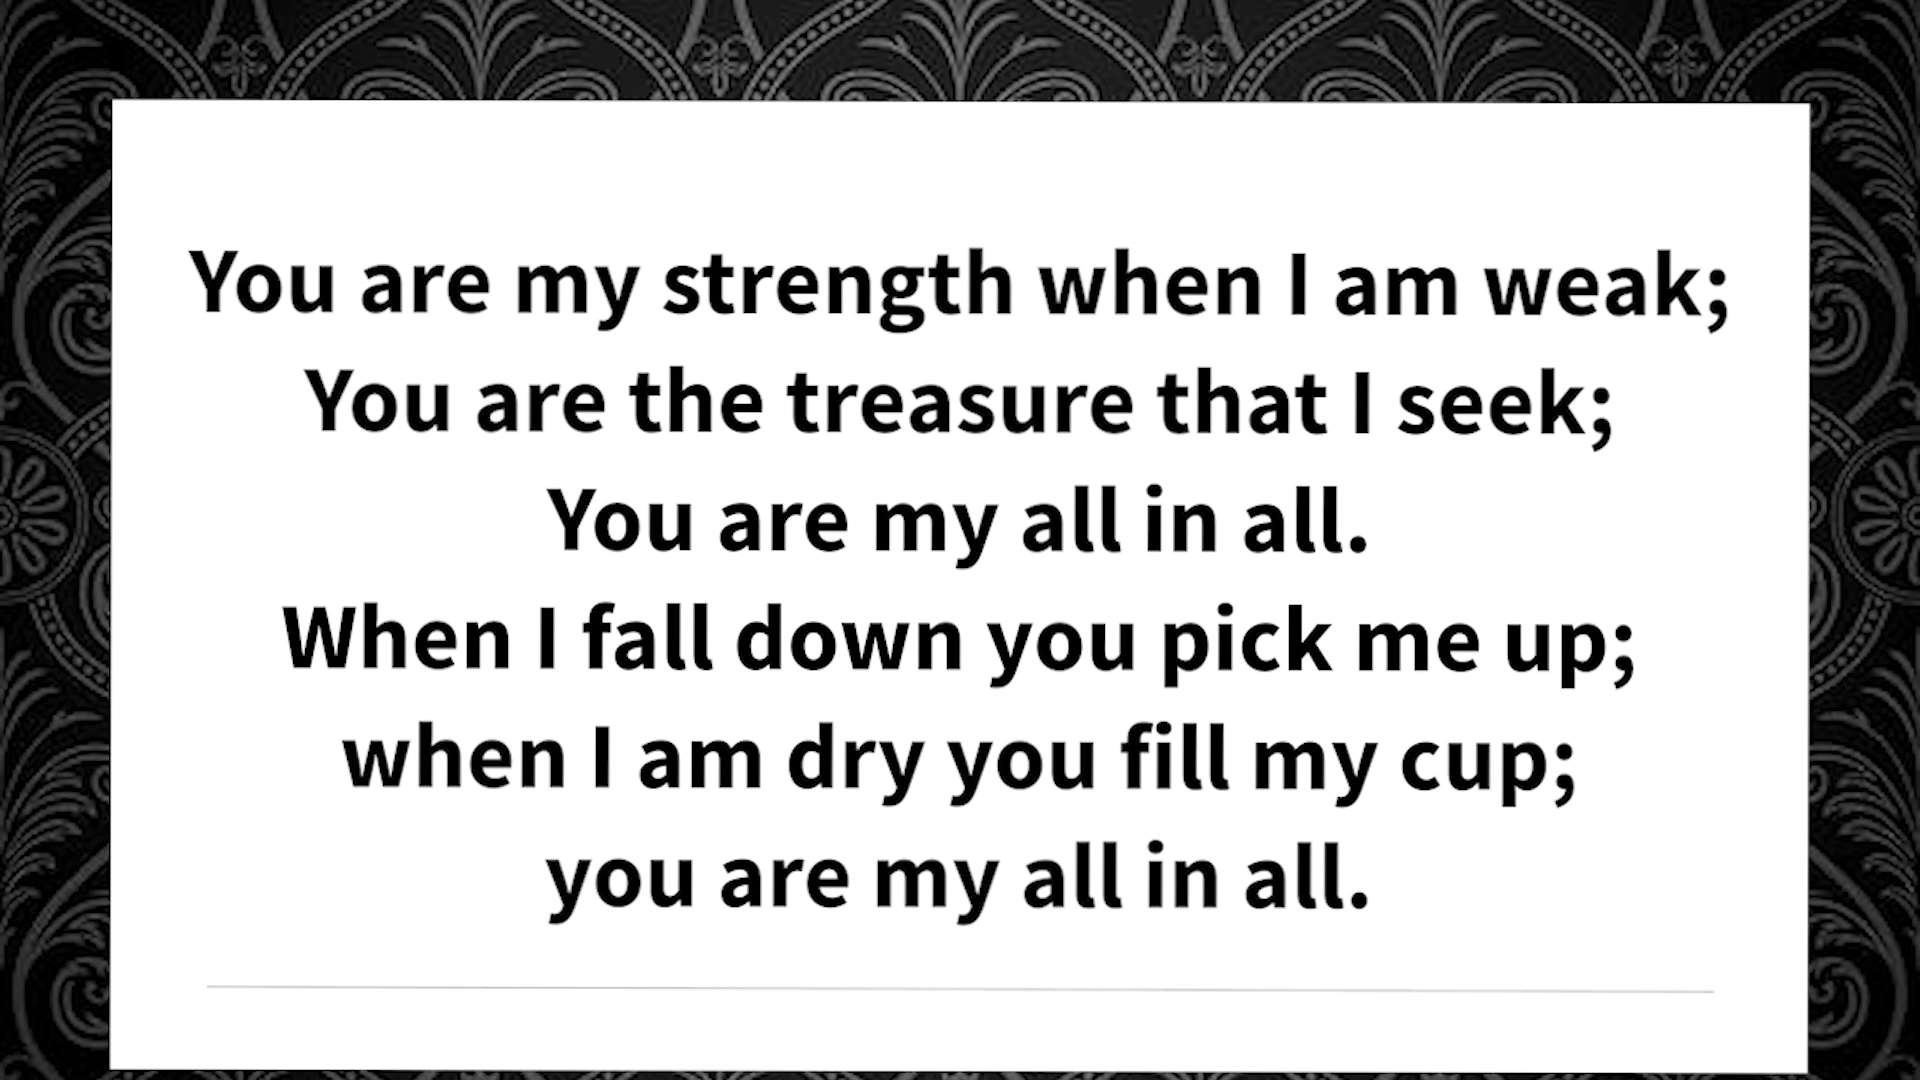 You are my strength when I am weak;
You are the treasure that I seek;
You are my all in all.
When I fall down you pick me up;
when I am dry you fill my cup;
you are my all in all.